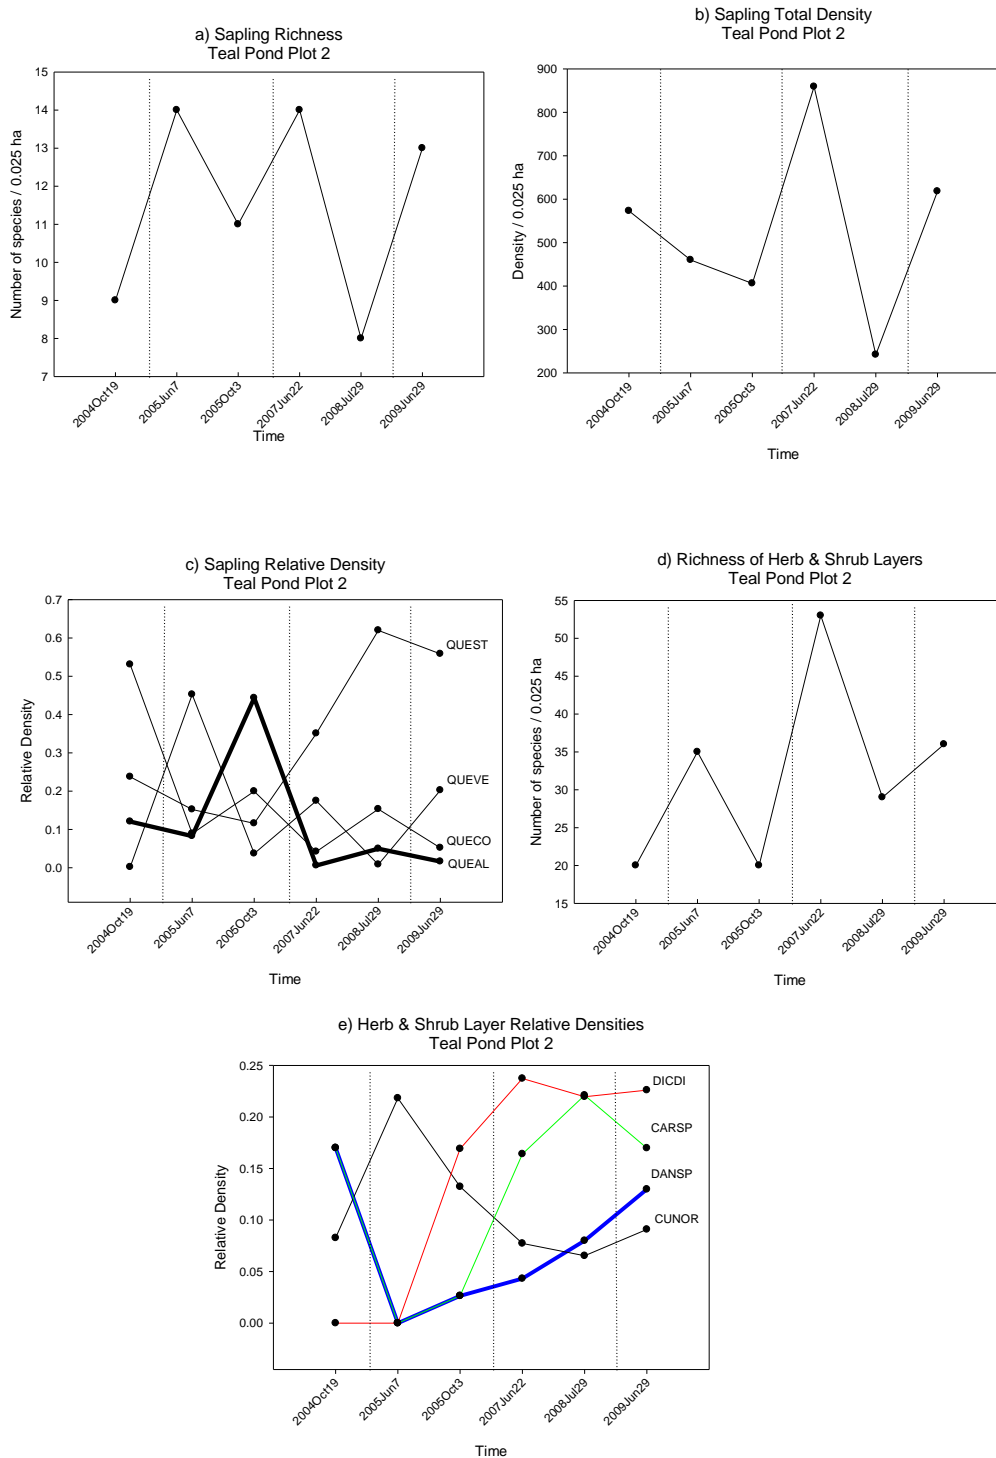 a) Sapling Richness
Teal Pond Plot 2
Number of species / 0.025 ha
15
14
13
12
11
10
9
8
7
2004Oct19
2005Jun7
2005Oct3
2007Jun22
2008Jul29
2009Jun29
Time
b) Sapling Total Density
Teal Pond Plot 2
Density / 0.025 ha
900
800
700
600
500
400
300
200
2004Oct19
2005Jun7
2005Oct3
2007Jun22
2008Jul29
2009Jun29
Time
c) Sapling Relative Density
Teal Pond Plot 2
Relative Density
0.7
0.6
0.5
0.4
0.3
0.2
0.1
0.0
QUEST
QUEVE
QUECO
QUEAL
2004Oct19
2005Jun7
2005Oct3
2007Jun22
2008Jul29
2009Jun29
Time
d) Richness of Herb & Shrub Layers
Teal Pond Plot 2
Number of species / 0.025 ha
55
50
45
40
35
30
25
20
15
2004Oct19
2005Jun7
2005Oct3
2007Jun22
2008Jul29
2009Jun29
Time
e) Herb & Shrub Layer Relative Densities
Teal Pond Plot 2
Relative Density
0.25
0.20
0.15
0.10
0.05
0.00
DICDI
CARSP
DANSP
CUNOR
2004Oct19
2005Jun7
2005Oct3
2007Jun22
2008Jul29
2009Jun29
Time